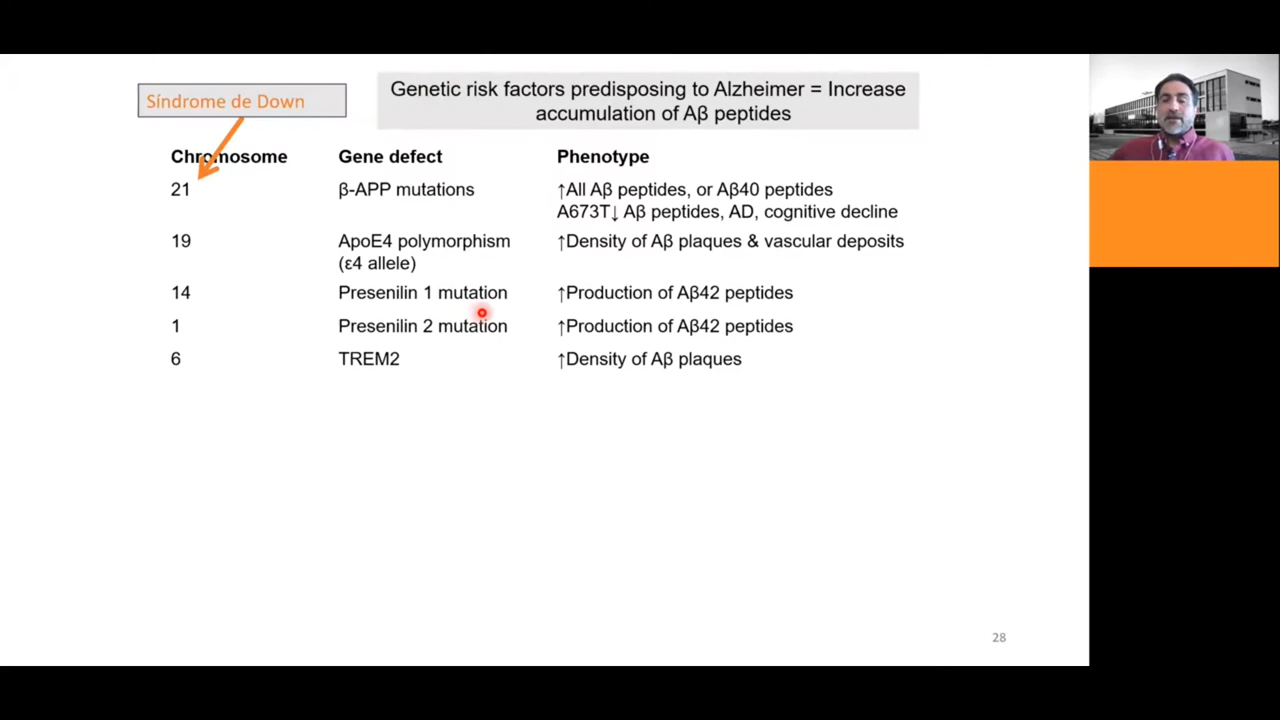 Síndrome de Down
Genetic risk factors predisposing to Alzheimer = Increase
accumulation of Aβ peptides
Chromosome Gene defect Phenotype
21 β-APP mutations ↑All Aβ peptides, or Aβ40 peptides
A673T↓ Aβ peptides, AD, cognitive decline
19 ApoE4 polymorphism ↑Density of Aβ plaques & vascular deposits
(ε4 allele)
14 Presenilin 1 mutation ↑Production of Aβ42 peptides
1 Presenilin 2 mutation ↑Production of Aβ42 peptides
6 TREM2 ↑Density of Aβ plaques
28